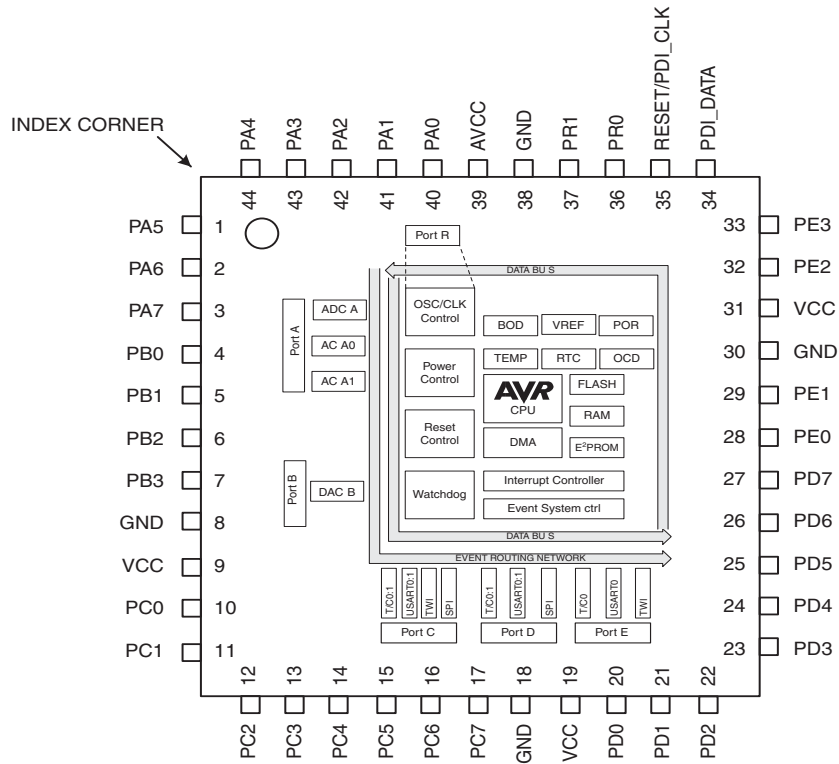 INDEX CORNER
PA4
PA3
PA2
PA1
PA0
AVCC
GND
PR1
PR0
RESET/PDI_CLK
PDI_DATA
44
43
42
41
40
39
38
37
36
35
34
PA5 1
PA6 2
PA7 3
PB0 4
PB1 5
PB2 6
PB3 7
GND 8
VCC 9
PC0 10
PC1 11
33 PE3
32 PE2
31 VCC
30 GND
29 PE1
28 PE0
27 PD7
26 PD6
25 PD5
24 PD4
23 PD3
Port R
DATA BU S
OSC/CLK
Control
BOD
VREF
POR
Port A
ADC A
AC A0
AC A1
Power
Control
TEMP
RTC
OCD
AVR
CPU
FLASH
RAM
Reset
Control
DMA
E²PROM
Port B
DAC B
Watchdog
Interrupt Controller
Event System ctrl
DATA BU S
EVENT ROUTING NETWORK
T/C0:1
USART0:1
TWI
SPI
T/C0:1
USART0:1
SPI
T/C0
USART0
TWI
Port C
Port D
Port E
12
13
14
15
16
17
18
19
20
21
22
PC2
PC3
PC4
PC5
PC6
PC7
GND
VCC
PD0
PD1
PD2